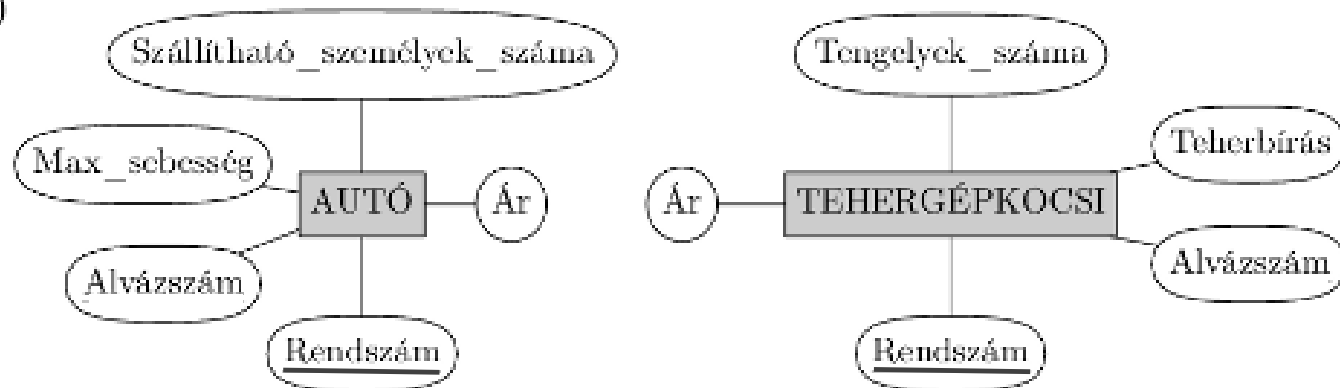 )
Szállítható_személyek_száma
Tengelyek_száma
Max_sebesség
Teherbírás
AUTÓ
Ár
Ár
TEHERGÉPKOCSI
Alvázszám
Alvázszám
Rendszám
Rendszám